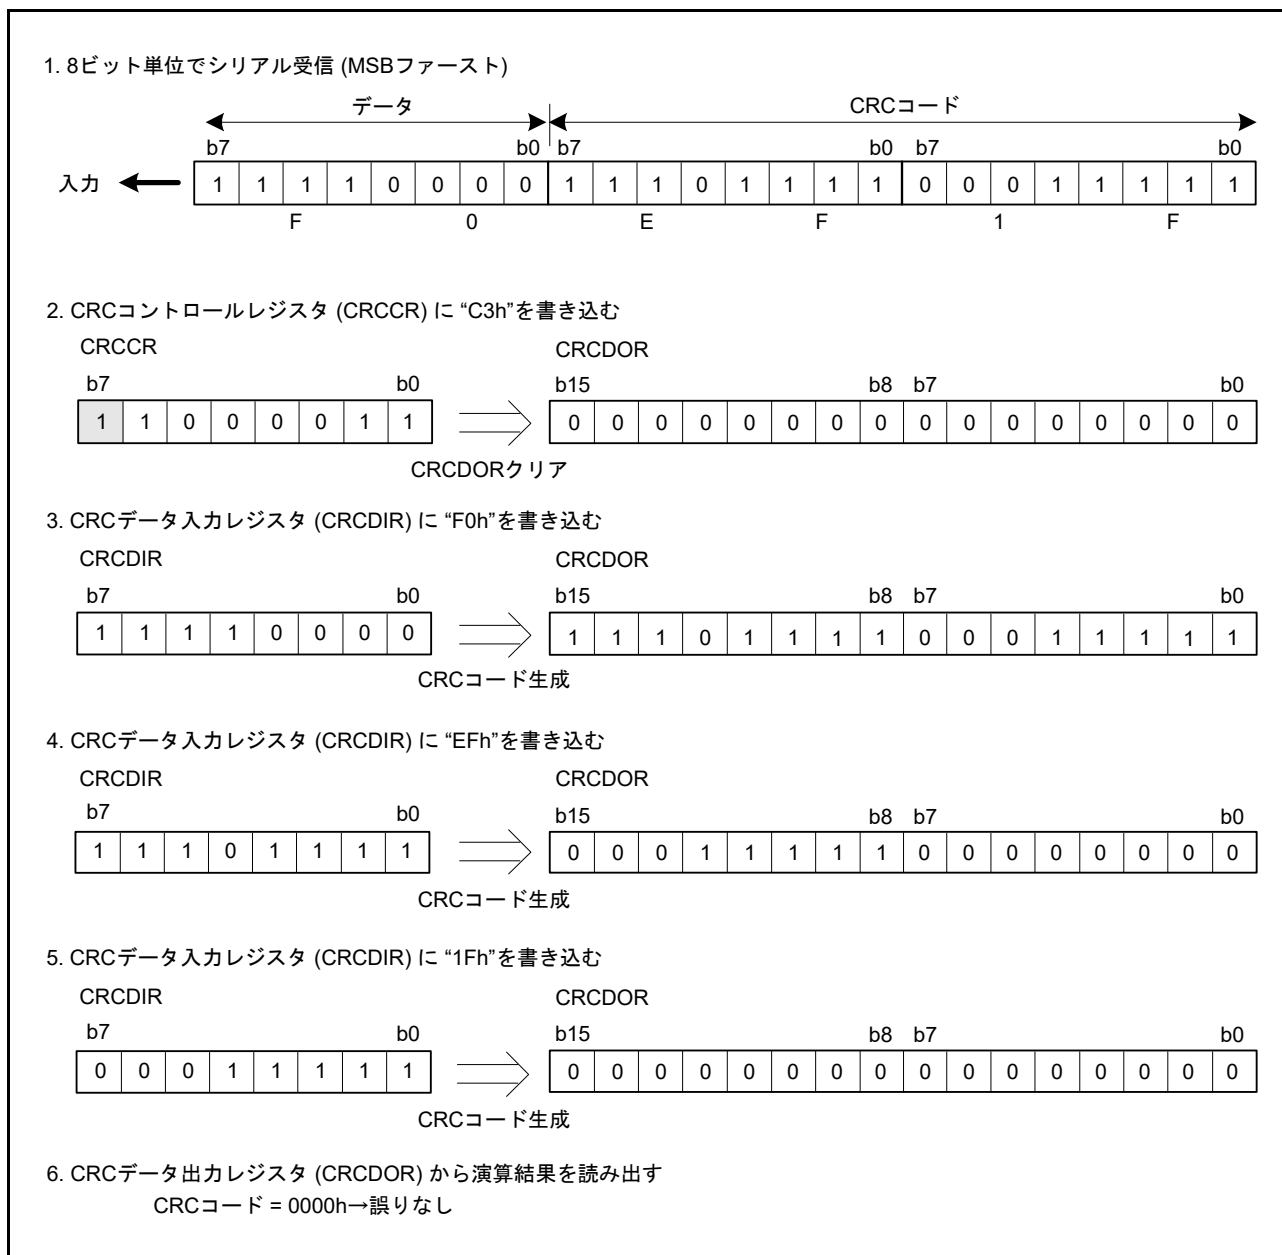 1. 8ビット単位でシリアル受信 (MSBファースト)
データ CRCコード
b7 b0 b7 b0 b7 b0
入力 1 1 1 1 0 0 0 0 1 1 1 0 1 1 1 1 0 0 0 1 1 1 1 1
F 0 E F 1 F
2. CRCコントロールレジスタ (CRCCR) に “C3h”を書き込む
CRCCR CRCDOR
b7 b0 b15 b8 b7 b0
1 1 0 0 0 0 1 1 0 0 0 0 0 0 0 0 0 0 0 0 0 0 0 0
CRCDORクリア
3. CRCデータ入力レジスタ (CRCDIR) に “F0h”を書き込む
CRCDIR CRCDOR
b7 b0 b15 b8 b7 b0
1 1 1 1 0 0 0 0 1 1 1 0 1 1 1 1 0 0 0 1 1 1 1 1
CRCコード生成
4. CRCデータ入力レジスタ (CRCDIR) に “EFh”を書き込む
CRCDIR CRCDOR
b7 b0 b15 b8 b7 b0
1 1 1 0 1 1 1 1 0 0 0 1 1 1 1 1 0 0 0 0 0 0 0 0
CRCコード生成
5. CRCデータ入力レジスタ (CRCDIR) に “1Fh”を書き込む
CRCDIR CRCDOR
b7 b0 b15 b8 b7 b0
0 0 0 1 1 1 1 1 0 0 0 0 0 0 0 0 0 0 0 0 0 0 0 0
CRCコード生成
6. CRCデータ出力レジスタ (CRCDOR) から演算結果を読み出す
CRCコード = 0000h→誤りなし